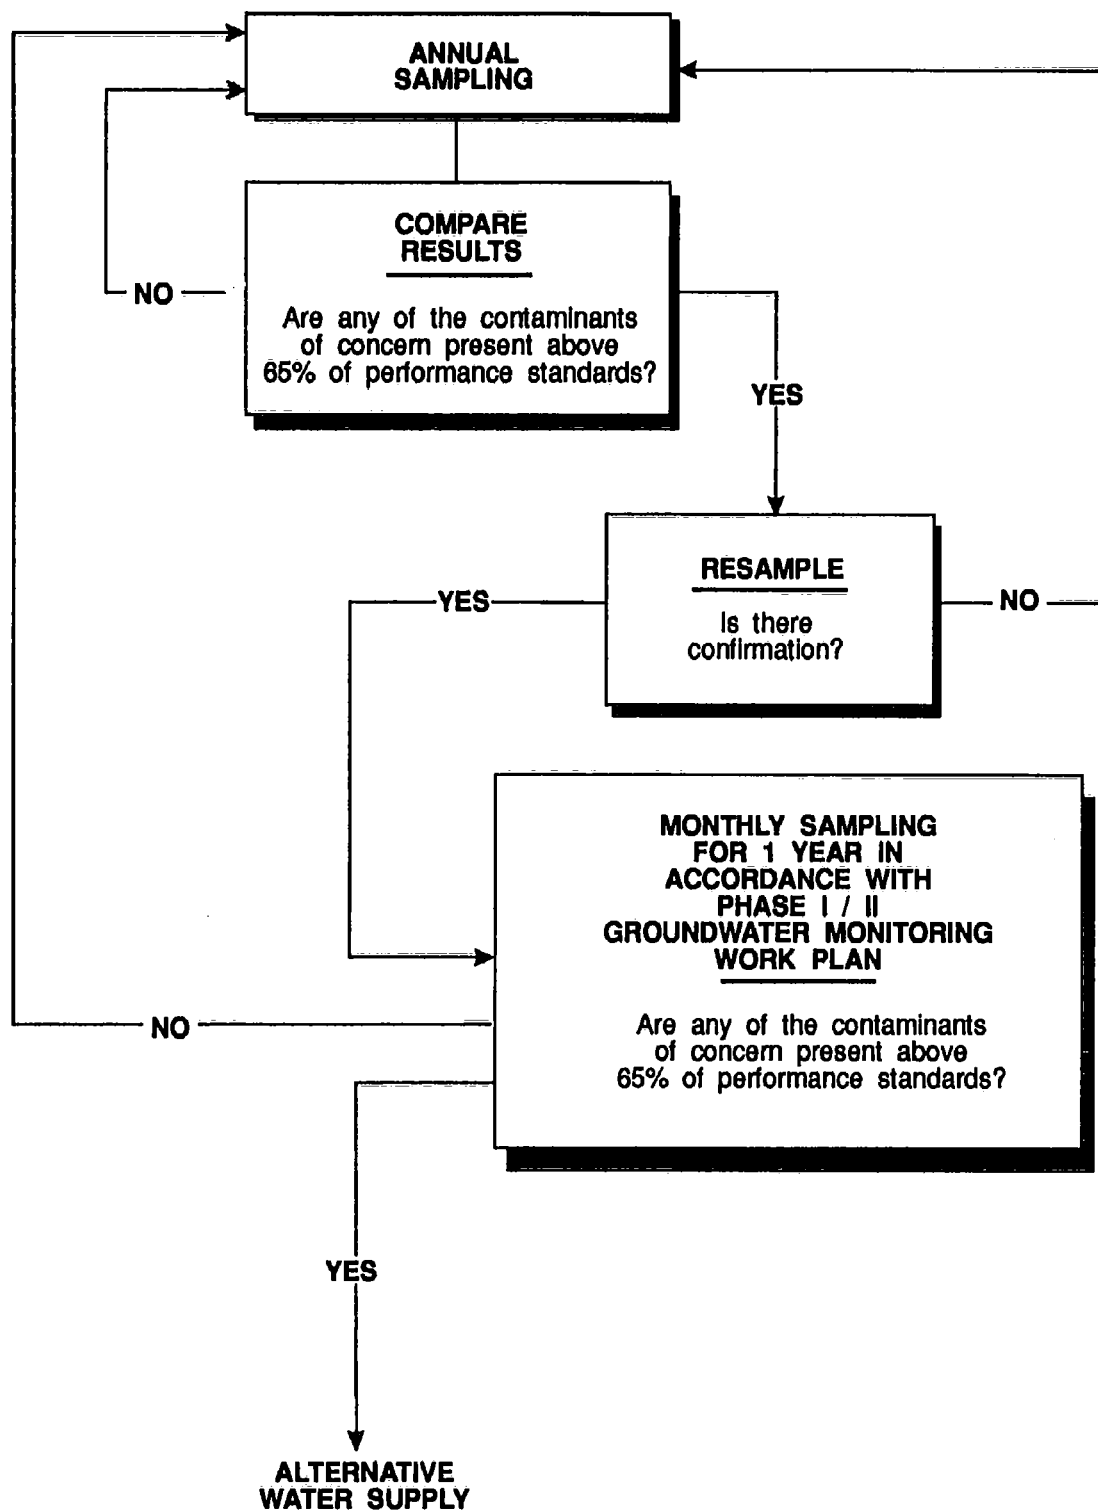 ANNUAL
SAMPLING
COMPARE
RESULTS
NO
Are any of the contaminants
of concern present above
65% of performance standards?
YES
RESAMPLE
YES
NO
Is there
confirmation?
MONTHLY SAMPLING
FOR 1 YEAR IN
ACCORDANCE WITH
PHASE I / II
GROUNDWATER MONITORING
WORK PLAN
NO
Are any of the contaminants
of concern present above
65% of performance standards?
YES
ALTERNATIVE
WATER SUPPLY